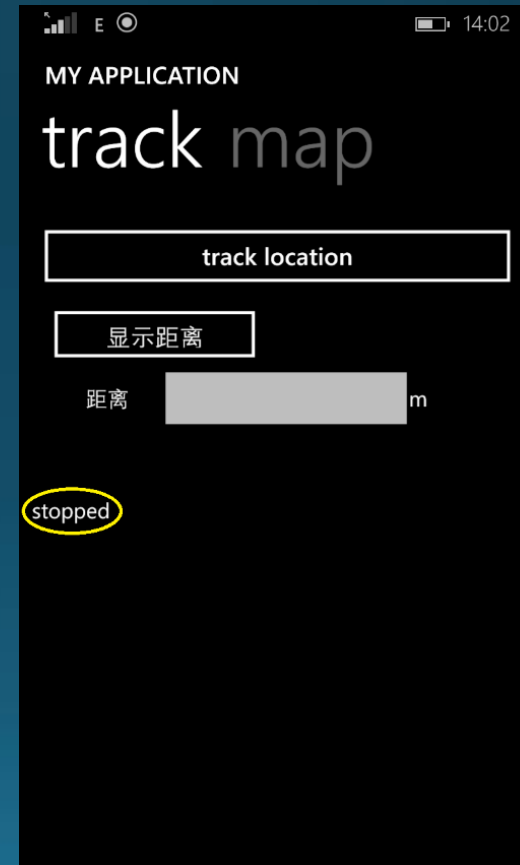 E 14:02
MY APPLICATION
track map
track location
显示距离
距离 m
stopped